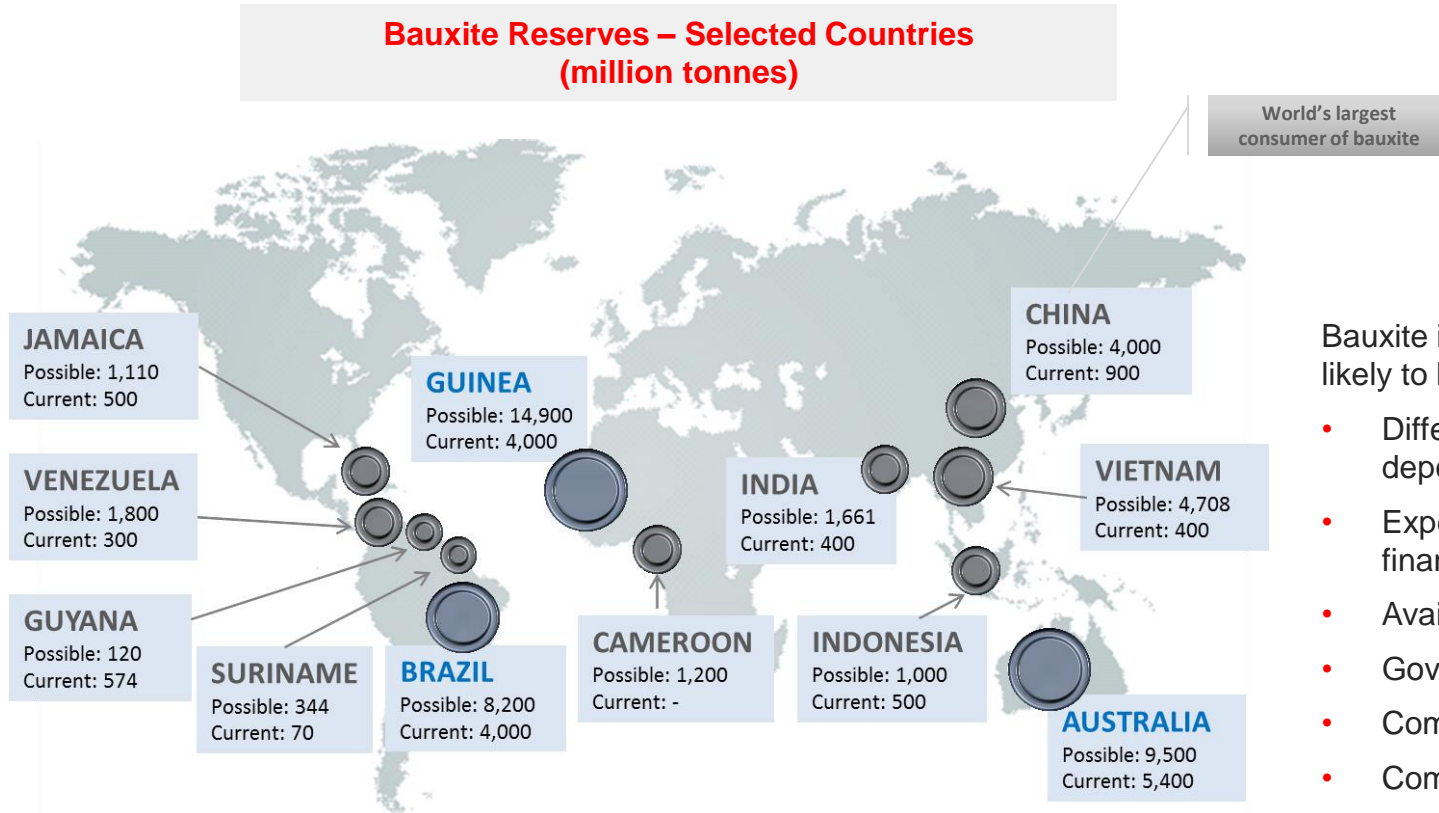 Bauxite Reserves – Selected Countries
(million tonnes)
World's largest
consumer of bauxite
JAMAICA
Possible: 1,110
Current: 500
VENEZUELA
Possible: 1,800
Current: 300
GUYANA
Possible: 120
Current: 574
SURINAME
Possible: 344
Current: 70
BRAZIL
Possible: 8,200
Current: 4,000
GUINEA
Possible: 14,900
Current: 4,000
CAMEROON
Possible: 1,200
Current: -
INDIA
Possible: 1,661
Current: 400
INDONESIA
Possible: 1,000
Current: 500
CHINA
Possible: 4,000
Current: 900
VIETNAM
Possible: 4,708
Current: 400
AUSTRALIA
Possible: 9,500
Current: 5,400
Bauxite
likely to
•
•
•
•
•
•